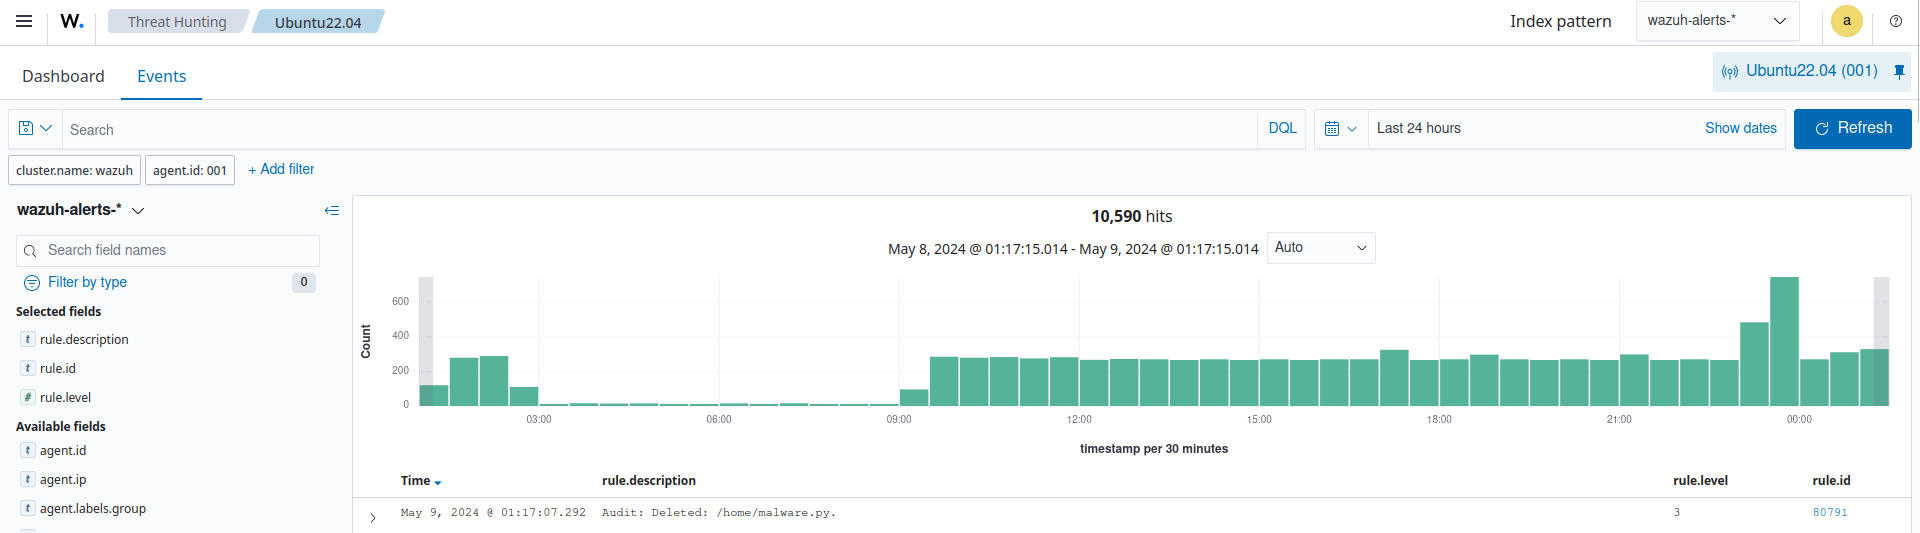 W. Threat Hunting Ubuntu22.04 Index pattern wazuh-alerts-* a
Dashboard Events Ubuntu22.04 (001)
Search DQL Last 24 hours Show dates Refresh
cluster.name: wazuh agent.id: 001 + Add filter
wazuh-alerts-*
Search field names
Filter by type 0
Selected fields
t rule.description
t rule.id
# rule.level
Available fields
t agent.id
t agent.ip
t agent.labels.group
10,590 hits
May 8, 2024 @ 01:17:15.014 - May 9, 2024 @ 01:17:15.014 Auto
Count
600
400
200
0
03:00 06:00 09:00 12:00 15:00 18:00 21:00 00:00
timestamp per 30 minutes
Time rule.description rule.level rule.id
May 9, 2024 @ 01:17:07.292 Audit: Deleted: /home/malware.py. 3 80791